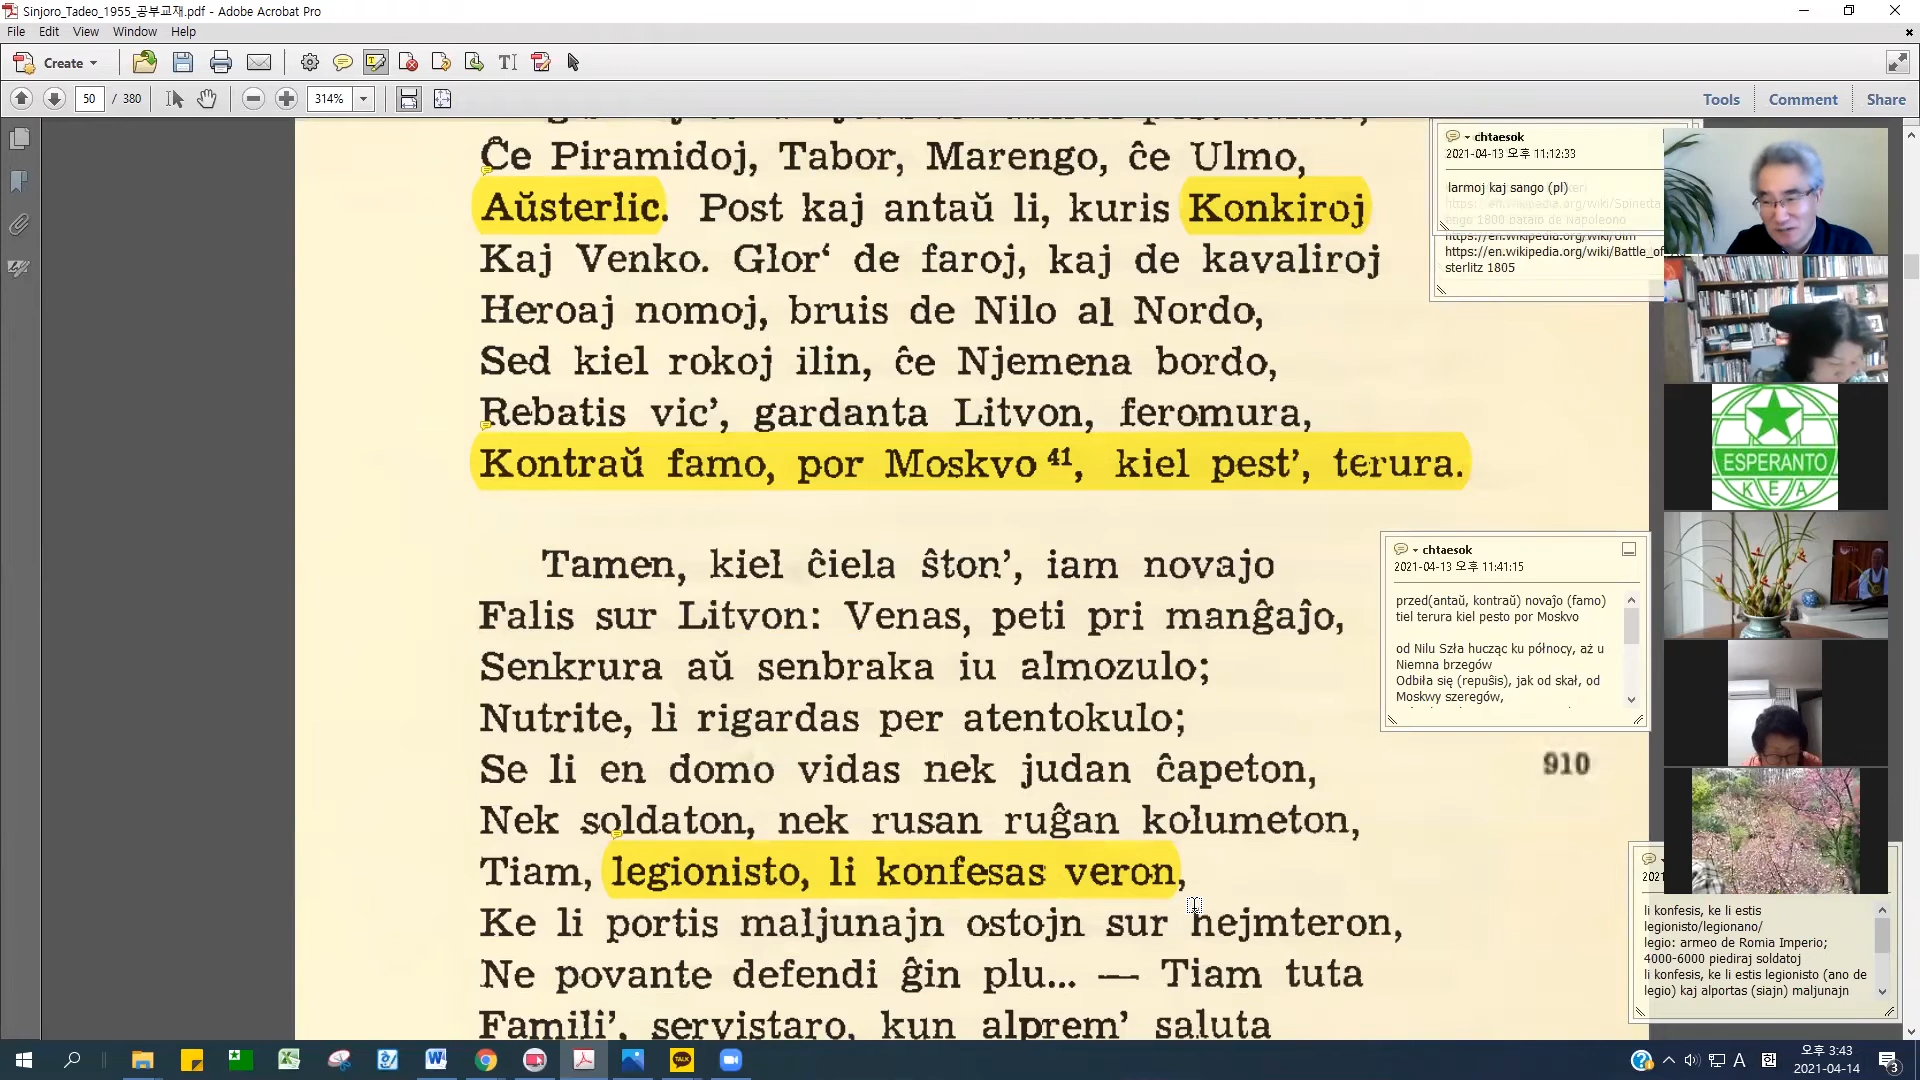 Sinjoro_Tadeo_1955_공부교재.pdf - Adobe Acrobat Pro
File Edit View Window Help
Create
50 / 380 314% Tools Comment Share
Ĉe Piramidoj, Tabor, Marengo, ĉe Ulmo,
Aŭsterlic. Post kaj antaŭ li, kuris Konkiroj
Kaj Venko. Glor‘ de faroj, kaj de kavaliroj
Heroaj nomoj, bruis de Nilo al Nordo,
Sed kiel rokoj ilin, ĉe Njemena bordo,
Rebatis vic’, gardanta Litvon, feromura,
Kontraŭ famo, por Moskvo 41, kiel pest’, terura.
Tamen, kiel ĉiela ŝton’, iam novaĵo
Falis sur Litvon: Venas, peti pri manĝaĵo,
Senkrura aŭ senbraka iu almozulo;
Nutrite, li rigardas per atentokulo;
Se li en domo vidas nek judan ĉapeton,
910
Nek soldaton, nek rusan ruĝan kolumeton,
Tiam, legionisto, li konfesas veron,
Ke li portis maljunajn ostojn sur hejmteron,
Ne povante defendi ĝin plu... — Tiam tuta
Famili’, servistaro, kun alprem’ saluta
chtaesok
2021-04-13 오후 11:12:33
larmoj kaj sango (pl)
https://en.wikipedia.org/wiki/Ulm
https://en.wikipedia.org/wiki/Battle_of
sterlitz 1805
chtaesok
2021-04-13 오후 11:41:15
przed(antaŭ, kontraŭ) novaĵo (famo)
tiel terura kiel pesto por Moskvo
od Nilu Szła hucząc ku północy, aż u
Niemna brzegów
Odbiła się (repuŝis), jak od skał, od
Moskwy szeregów,
li konfesis, ke li estis
legionisto/legionano/
legio: armeo de Romia Imperio;
4000-6000 piediraj soldatoj
li konfesis, ke li estis legionisto (ano de
legio) kaj alportas (siajn) maljunajn
ESPERANTO
K E A
TALK
A 한
오후 3:43
2021-04-14
3